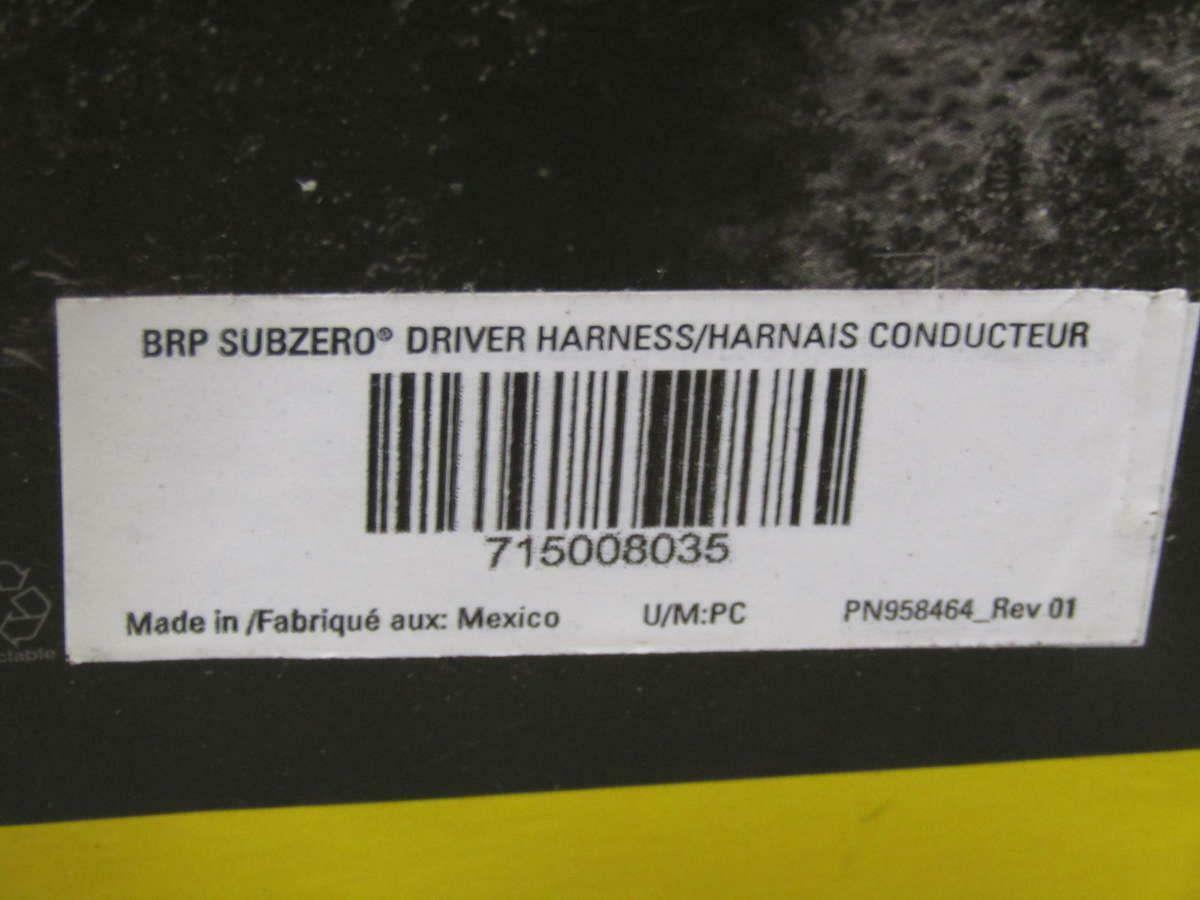 BRP SUBZERO® DRIVER HARNESS/HARNAIS CONDUCTEUR
715008035
Made in /Fabriqué aux: Mexico U/M:PC PN958464_Rev 01